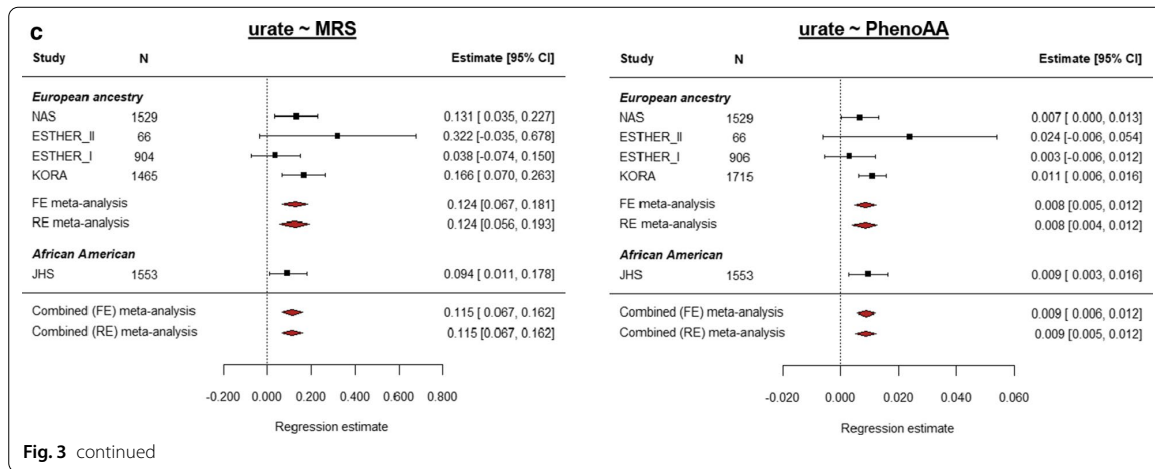 c
urate ~ MRS
Study N Estimate [95% CI]
European ancestry
NAS 1529 0.131 [ 0.035, 0.227]
ESTHER_II 66 0.322 [-0.035, 0.678]
ESTHER_I 904 0.038 [-0.074, 0.150]
KORA 1465 0.166 [ 0.070, 0.263]
FE meta-analysis 0.124 [0.067, 0.181]
RE meta-analysis 0.124 [0.056, 0.193]
African American
JHS 1553 0.094 [ 0.011, 0.178]
Combined (FE) meta-analysis 0.115 [ 0.067, 0.162]
Combined (RE) meta-analysis 0.115 [0.067, 0.162]
-0.200 0.000 0.200 0.400 0.600 0.800
Regression estimate
urate ~ PhenoAA
Study N Estimate [95% CI]
European ancestry
NAS 1529 0.007 [ 0.000, 0.013]
ESTHER_II 66 0.024 [-0.006, 0.054]
ESTHER_I 906 0.003 [-0.006, 0.012]
KORA 1715 0.011 [ 0.006, 0.016]
FE meta-analysis 0.008 [0.005, 0.012]
RE meta-analysis 0.008 [0.004, 0.012]
African American
JHS 1553 0.009 [ 0.003, 0.016]
Combined (FE) meta-analysis 0.009 [ 0.006, 0.012]
Combined (RE) meta-analysis 0.009 [0.005, 0.012]
-0.020 0.000 0.020 0.040 0.060
Regression estimate
Fig. 3 continued